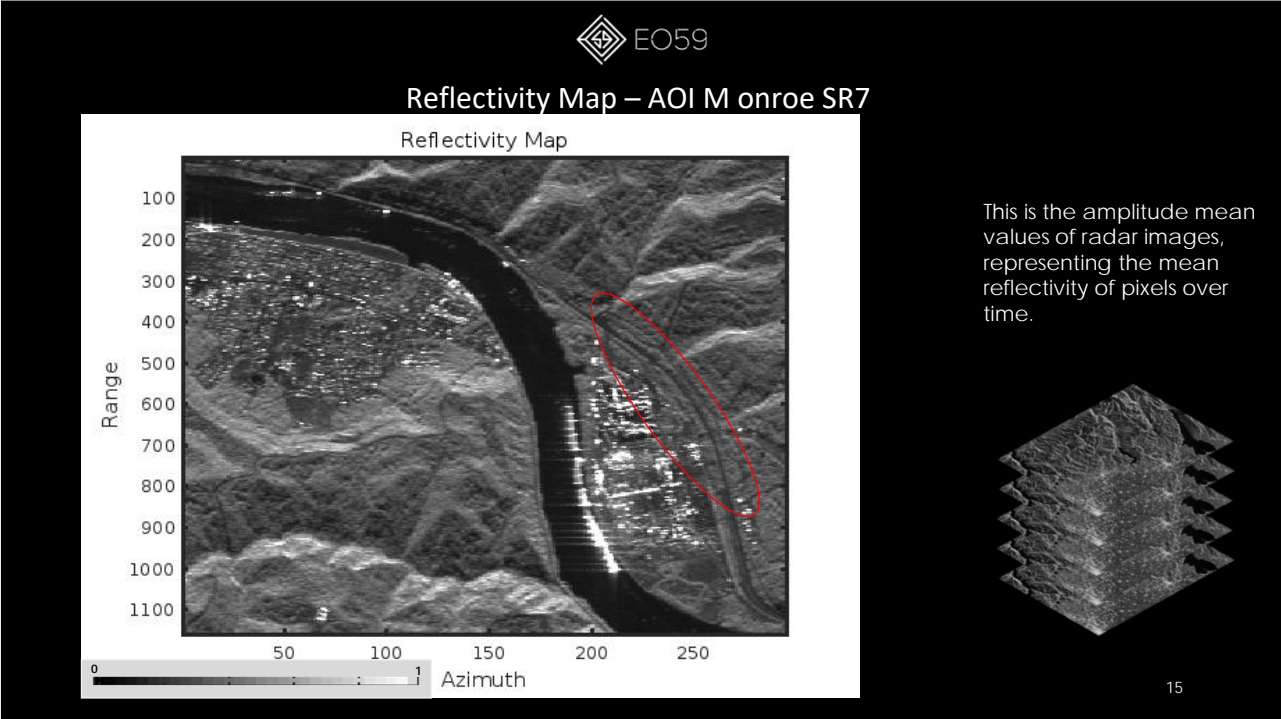 EO59
Reflectivity Map – AOI M onroe SR7
Reflectivity Map
100
200
300
400
500
600
700
800
900
1000
1100
Range
50 100 150 200 250
Azimuth
0 1
This is the amplitude mean
values of radar images,
representing the mean
reflectivity of pixels over
time.
15